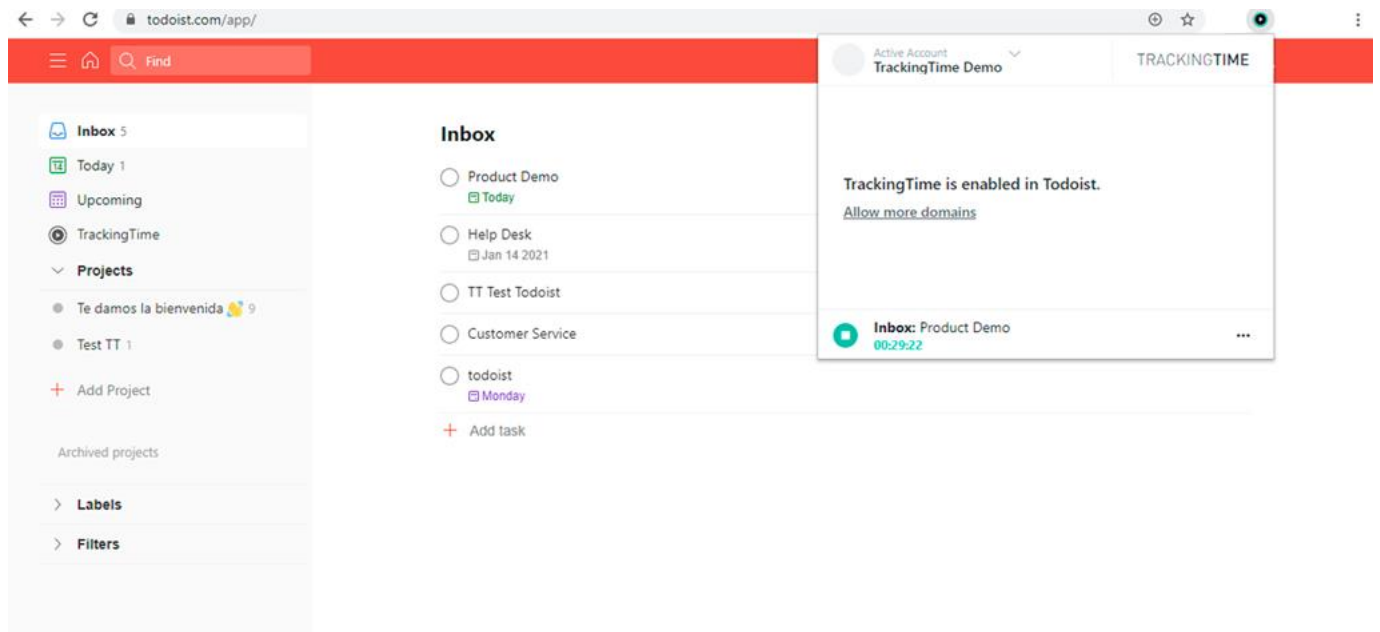 todoist.com/app/
Find
Inbox 5
Today 1
Upcoming
TrackingTime
Projects
Te damos la bienvenida 👋 9
Test TT 1
+ Add Project
Archived projects
Labels
Filters
Inbox
Product Demo
Today
Help Desk
Jan 14 2021
TT Test Todoist
Customer Service
todoist
Monday
+ Add task
Active Account
TrackingTime Demo
TRACKINGTIME
TrackingTime is enabled in Todoist.
Allow more domains
Inbox: Product Demo
00:29:22